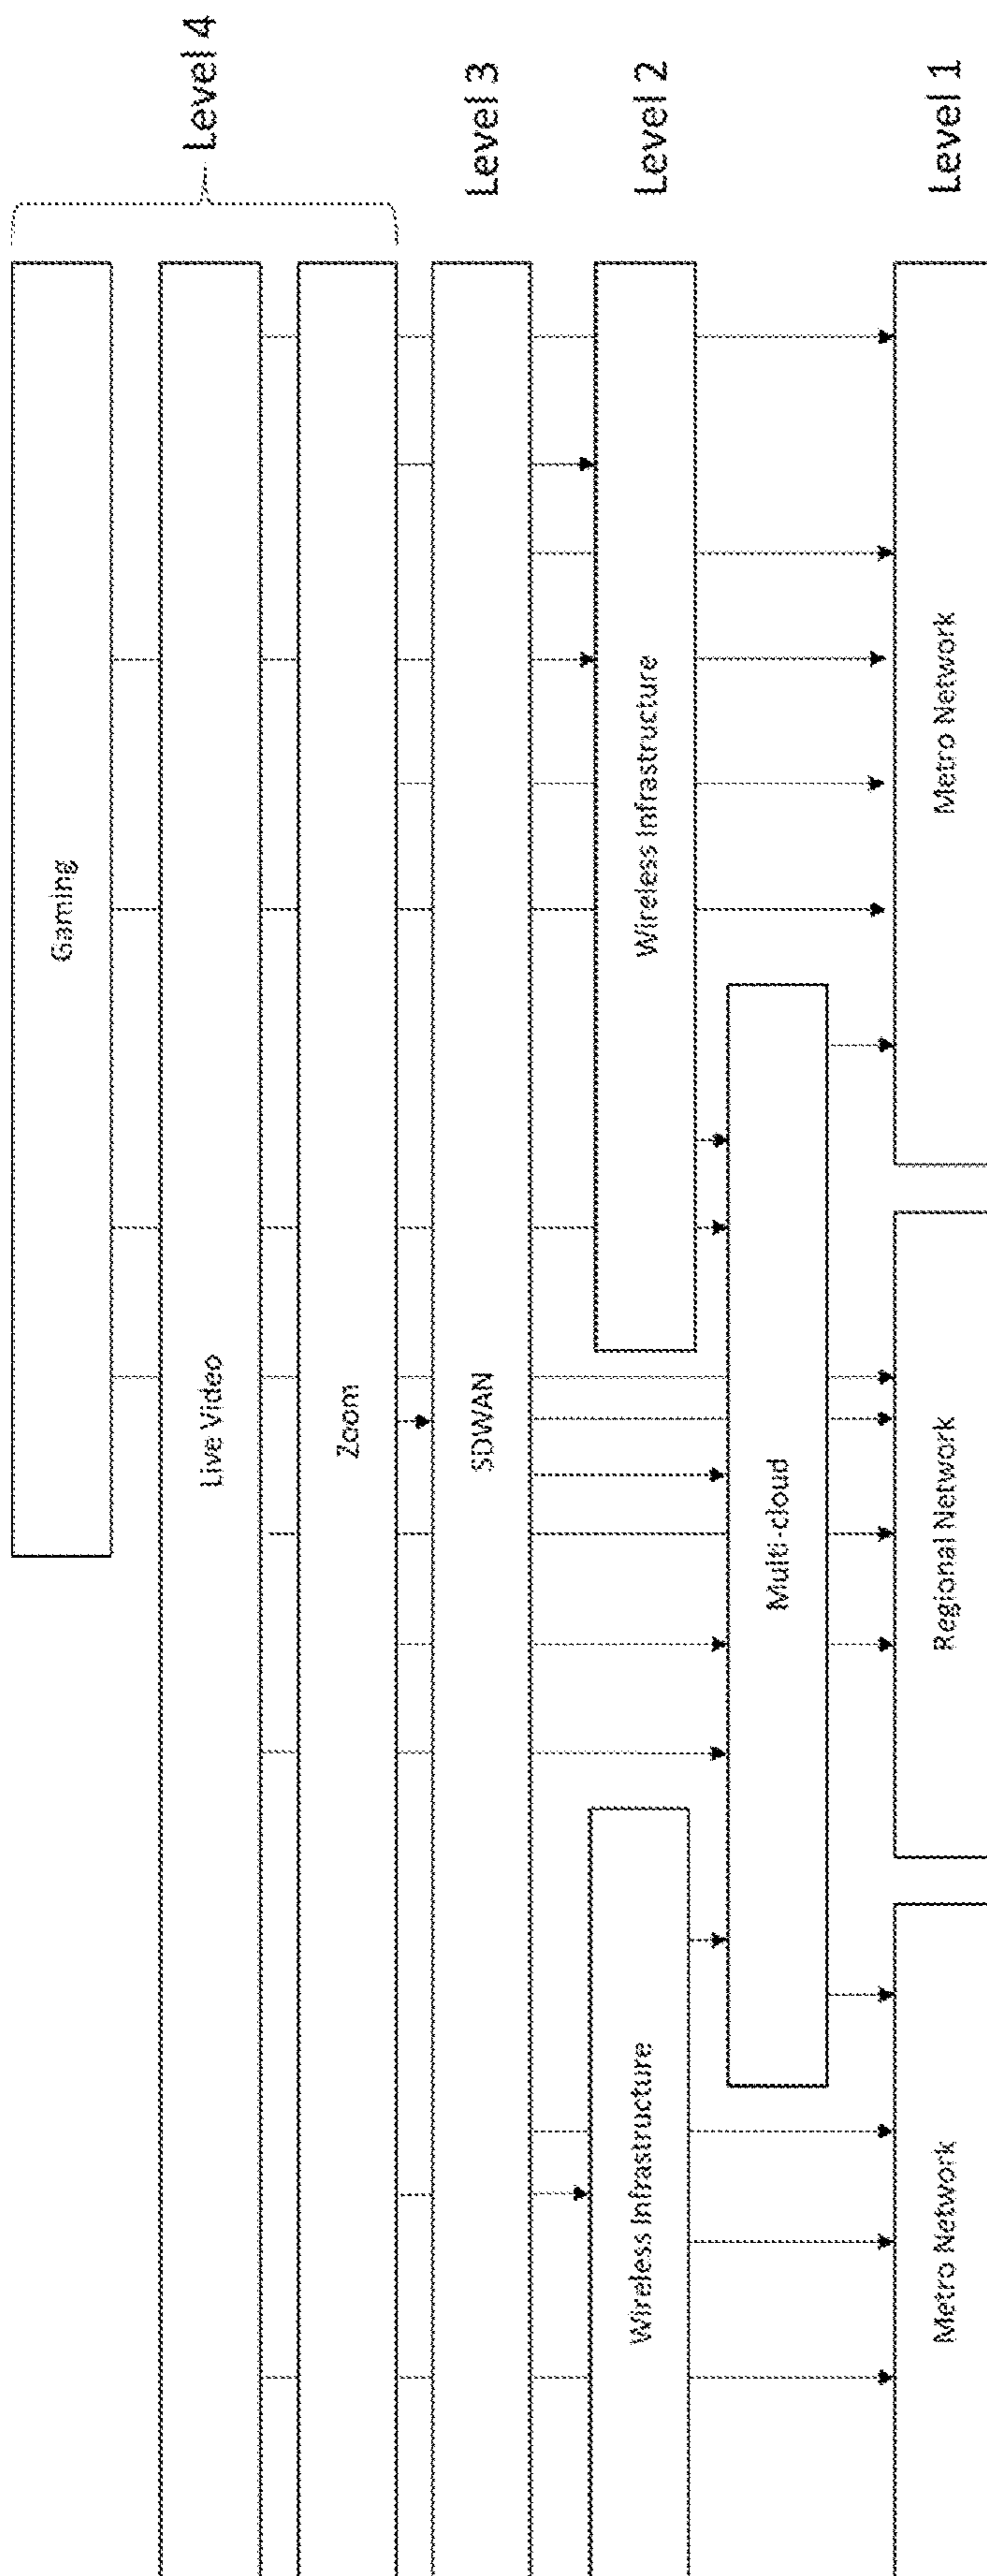 Gaming
Level 4
Live Video
Zoom
SDWAN
Level 3
Wireless Infrastructure
Wireless Infrastructure
Level 2
Multi-cloud
Metro Network
Regional Network
Metro Network
Level 1